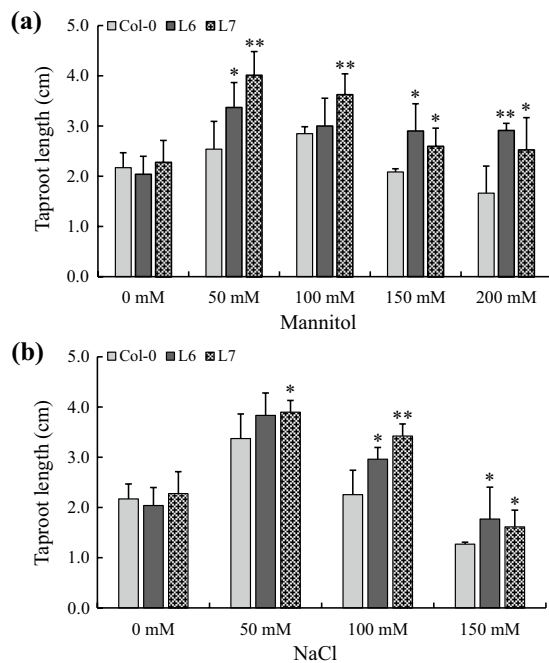 (a)
Col-0 L6 L7
Taproot length (cm)
5.0
4.0
3.0
2.0
1.0
0.0
* ** ** * * ** *
0 mM 50 mM 100 mM 150 mM 200 mM
Mannitol
(b)
Col-0 L6 L7
Taproot length (cm)
5.0
4.0
3.0
2.0
1.0
0.0
* * ** * *
0 mM 50 mM 100 mM 150 mM
NaCl